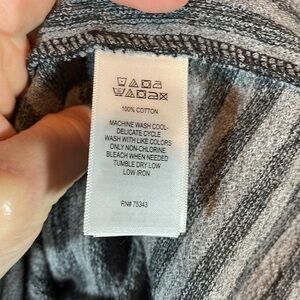 100% COTTON
MACHINE WASH COOL-
DELICATE CYCLE
WASH WITH LIKE COLORS
ONLY NON-CHLORINE
BLEACH WHEN NEEDED
TUMBLE DRY LOW
LOW IRON
RN# 75343